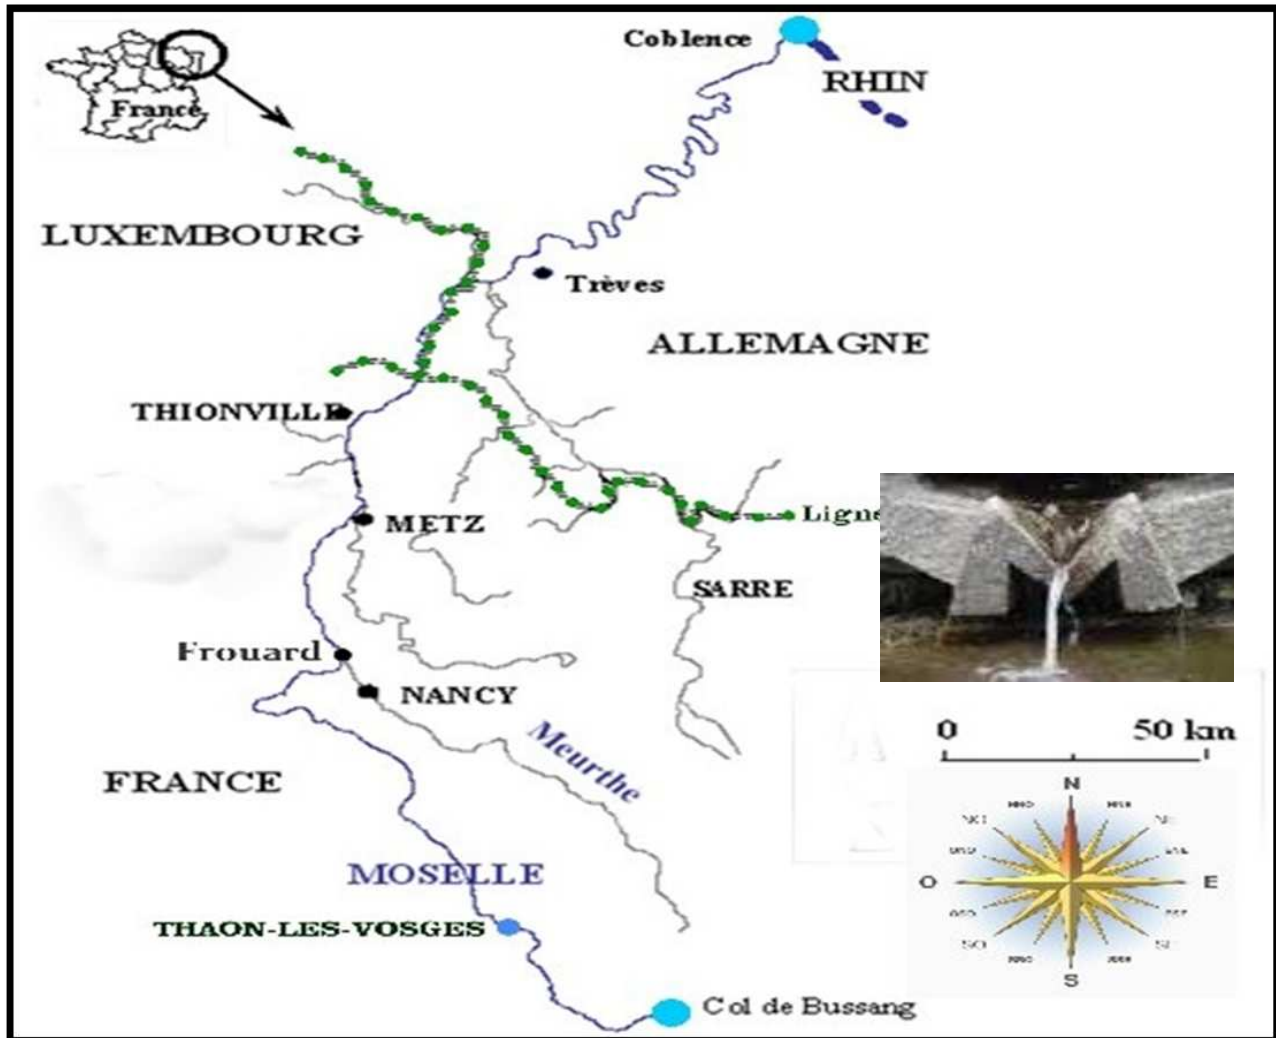 Coblence
RHIN
France
LUXEMBOURG
Trèves
ALLEMAGNE
THIONVILLE
METZ
Ligne
SARRE
Frouard
NANCY
Meurthe
0 50 km
FRANCE
N
O
E
S
MOSELLE
THAON-LES-VOSGES
Col de Bussang